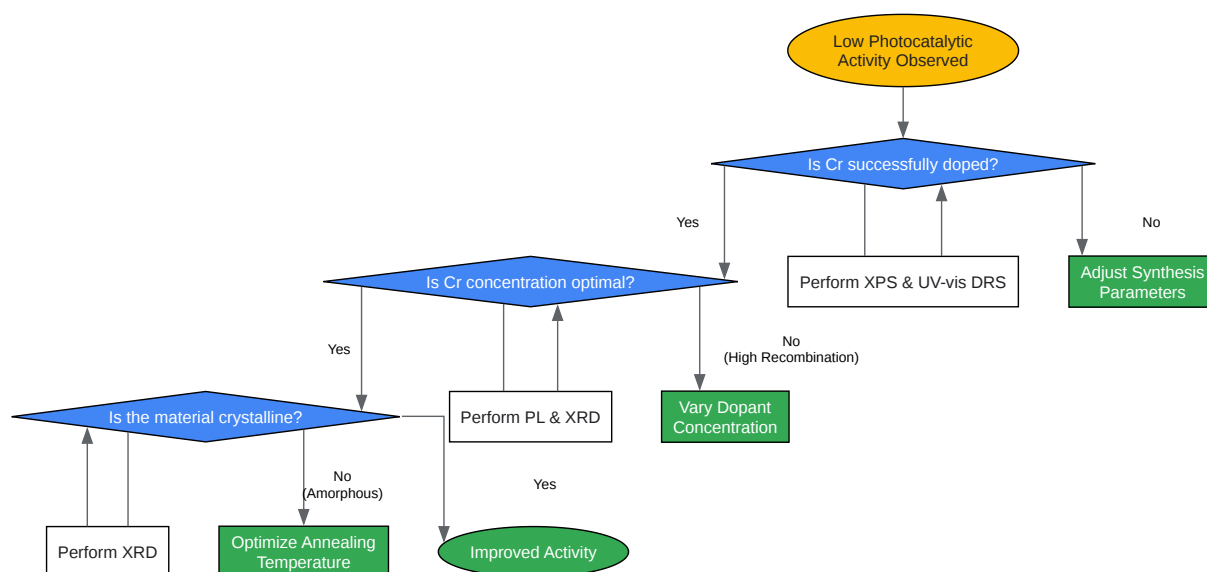 Low Photocatalytic
Activity Observed
Is Cr successfully doped?
Yes
No
Perform XPS & UV-vis DRS
Adjust Synthesis
Parameters
Is Cr concentration optimal?
Yes
No
(High Recombination)
Perform PL & XRD
Vary Dopant
Concentration
Is the material crystalline?
No
(Amorphous)
Yes
Perform XRD
Optimize Annealing
Temperature
Improved Activity